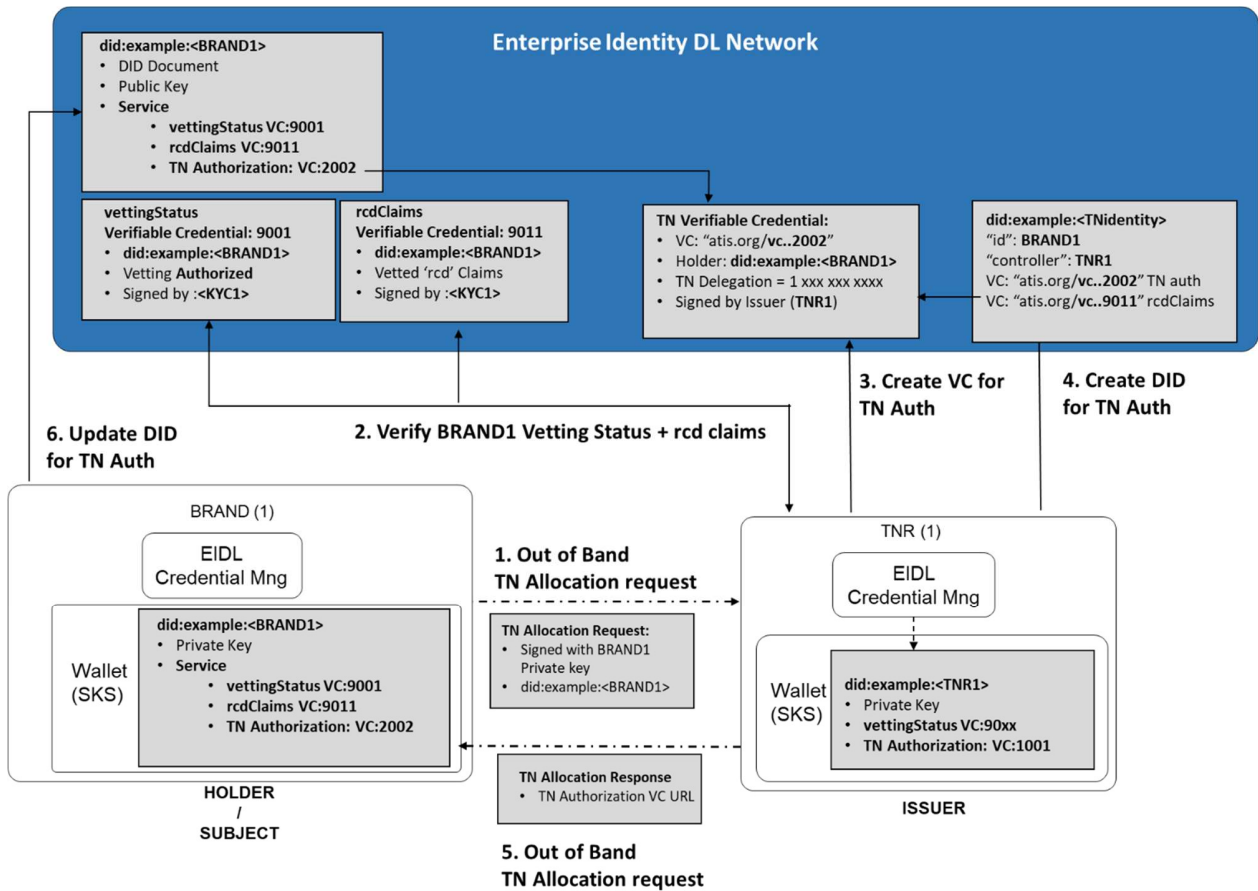 Enterprise Identity DL Network
did:example:<BRAND1>
• DID Document
• Public Key
• Service
• vettingStatus VC:9001
• rcdClaims VC:9011
• TN Authorization: VC:2002
vettingStatus
Verifiable Credential: 9001
• did:example:<BRAND1>
• Vetting Authorized
• Signed by :<KYC1>
rcdClaims
Verifiable Credential: 9011
• did:example:<BRAND1>
• Vetted ‘rcd’ Claims
• Signed by :<KYC1>
TN Verifiable Credential:
• VC: “atis.org/vc..2002”
• Holder: did:example:<BRAND1>
• TN Delegation = 1 xxx xxx xxxx
• Signed by Issuer (TNR1)
did:example:<TNidentity>
“id”: BRAND1
“controller”: TNR1
VC: “atis.org/vc..2002” TN auth
VC: “atis.org/vc..9011” rcdClaims
6. Update DID
for TN Auth
2. Verify BRAND1 Vetting Status + rcd claims
3. Create VC for
TN Auth
4. Create DID
for TN Auth
BRAND (1)
EIDL
Credential Mng
Wallet
(SKS)
did:example:<BRAND1>
• Private Key
• Service
• vettingStatus VC:9001
• rcdClaims VC:9011
• TN Authorization: VC:2002
HOLDER
/
SUBJECT
1. Out of Band
TN Allocation request
TN Allocation Request:
• Signed with BRAND1
Private key
• did:example:<BRAND1>
TN Allocation Response
• TN Authorization VC URL
5. Out of Band
TN Allocation request
TNR (1)
EIDL
Credential Mng
Wallet
(SKS)
did:example:<TNR1>
• Private Key
• vettingStatus VC:90xx
• TN Authorization: VC:1001
ISSUER